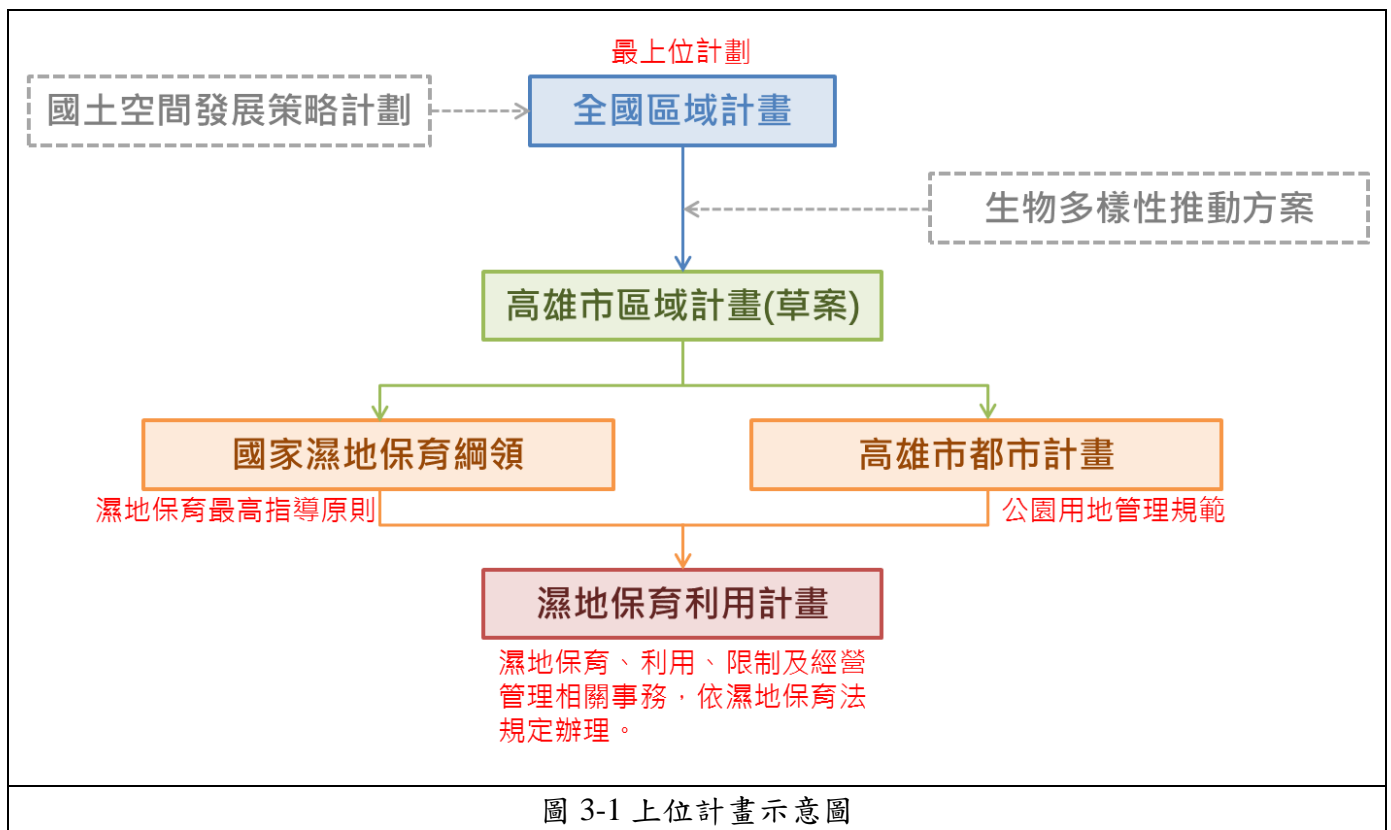 最上位計劃
國土空間發展策略計劃
全國區域計畫
生物多樣性推動方案
高雄市區域計畫(草案)
國家濕地保育綱領
高雄市都市計畫
濕地保育最高指導原則
公園用地管理規範
濕地保育利用計畫
濕地保育、利用、限制及經營
管理相關事務，依濕地保育法
規定辦理。
圖 3-1 上位計畫示意圖